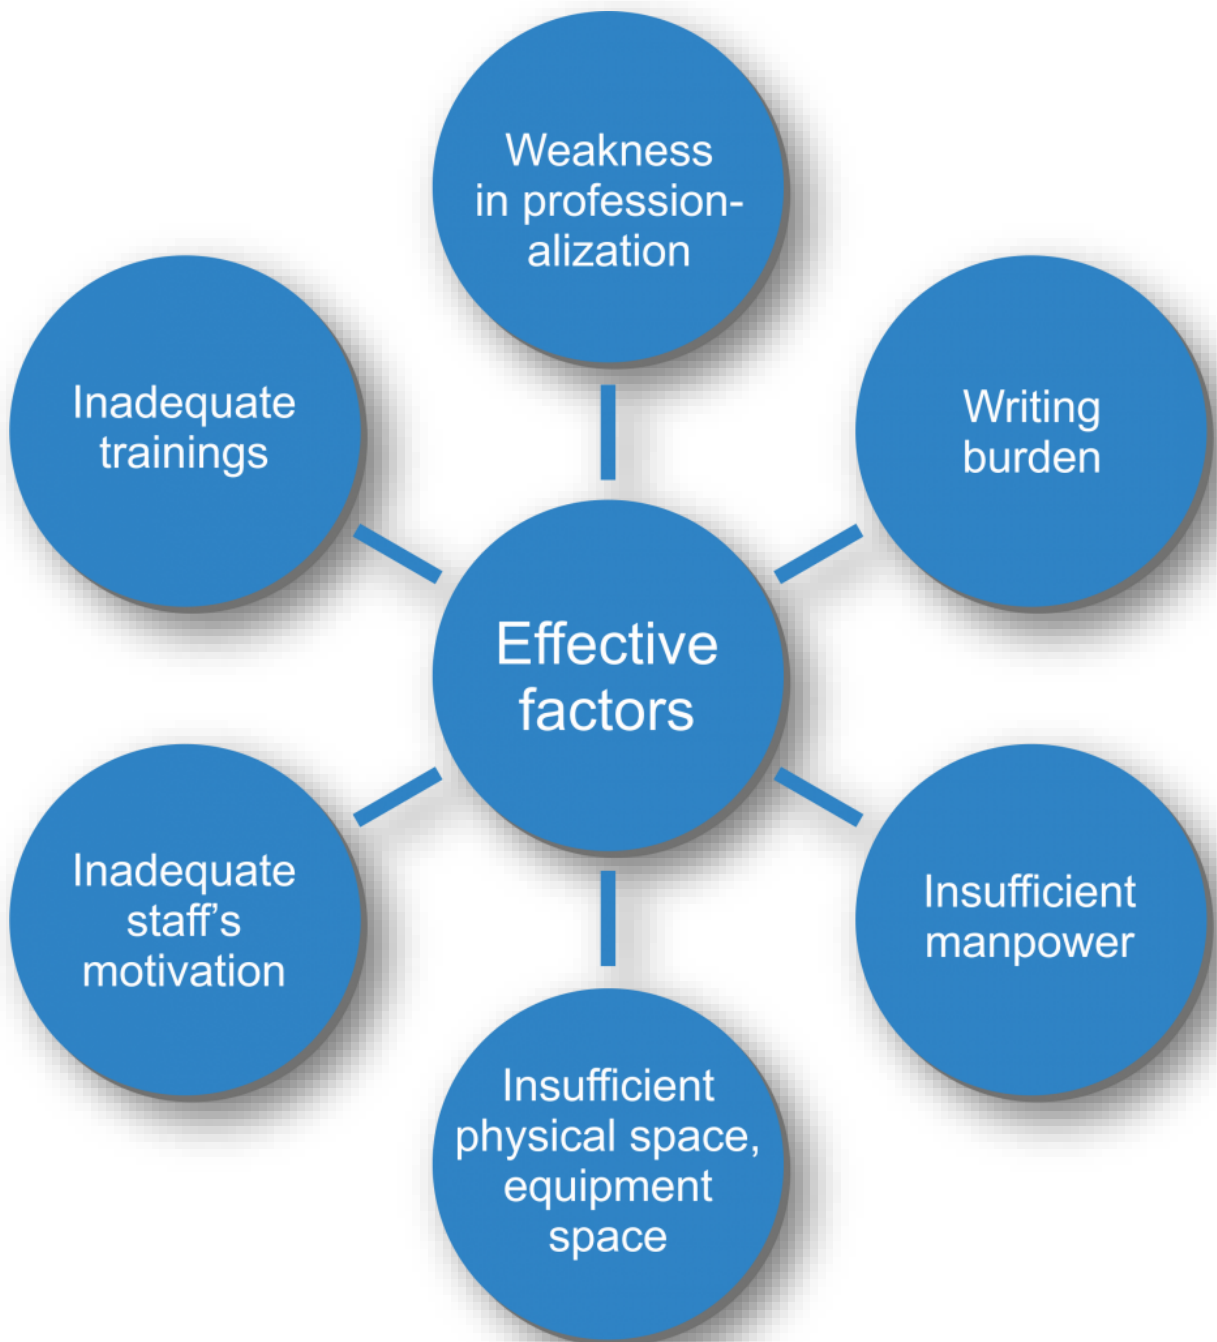 Weakness
in profession-
alization
Inadequate
trainings
Writing
burden
Effective
factors
Inadequate
staff’s
motivation
Insufficient
manpower
Insufficient
physical space,
equipment
space